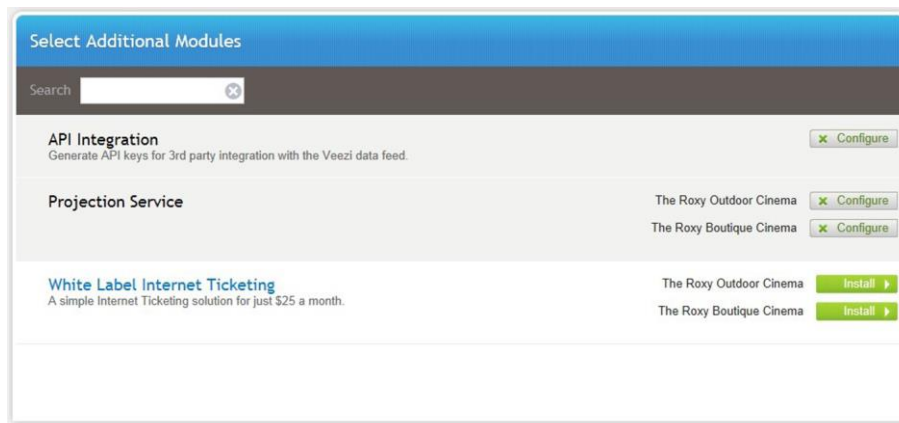 Select Additional Modules
Search
API Integration
Configure
Generate API keys for 3rd party integration with the Veezi data feed.
Projection Service
The Roxy Outdoor Cinema Configure
The Roxy Boutique Cinema Configure
White Label Internet Ticketing
The Roxy Outdoor Cinema Install
A simple Internet Ticketing solution for just $25 a month.
The Roxy Boutique Cinema Install